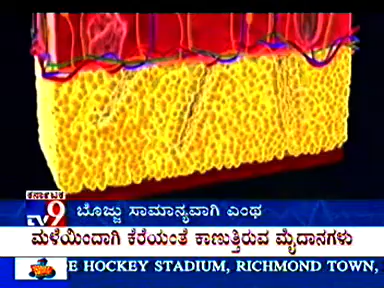 ಕರ್ನಾಟಕ
TV9
ಬೊಜ್ಜು ಸಾಮಾನ್ಯವಾಗಿ ಎಂಥ
ಮಳೆಯಿಂದಾಗಿ ಕೆರೆಯಂತೆ ಕಾಣುತ್ತಿರುವ ಮೈದಾನಗಳು
E HOCKEY STADIUM, RICHMOND TOWN,